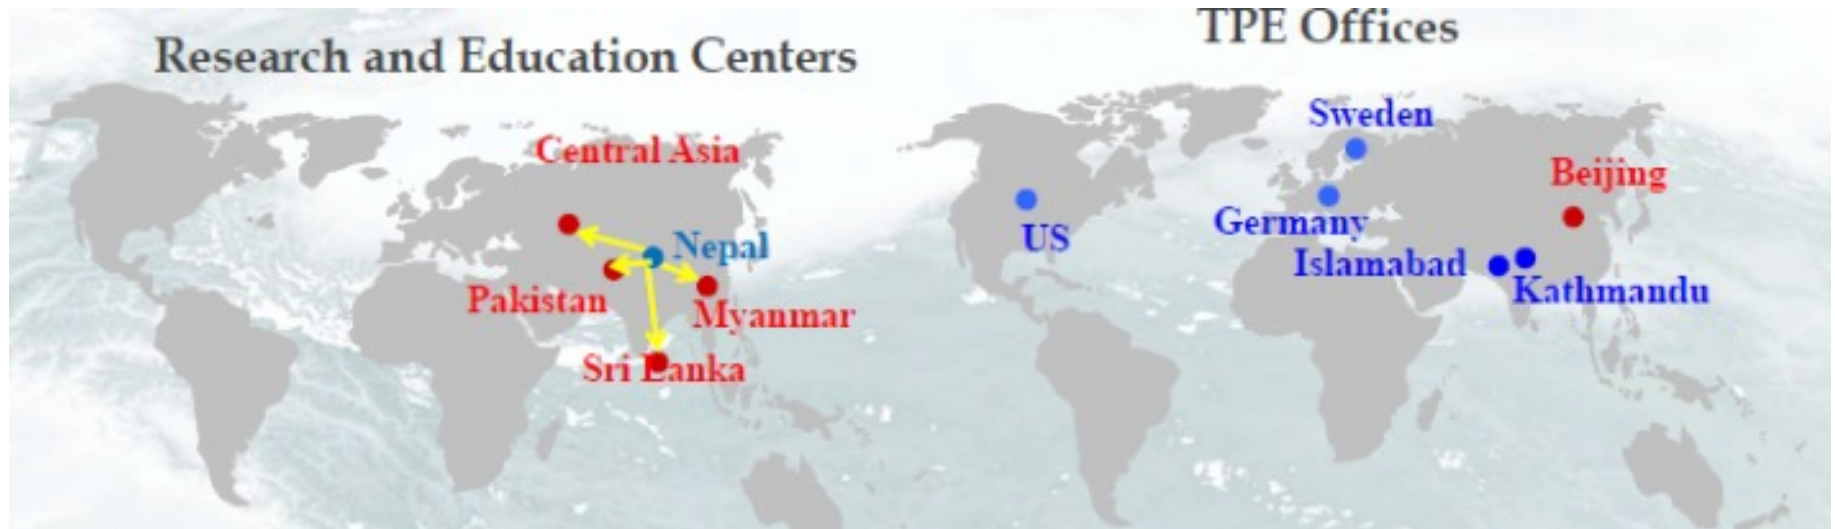 Research and Education Centers
Central Asia
Nepal
Pakistan
Myanmar
Sri Lanka
TPE Offices
Sweden
Beijing
US
Germany
Islamabad
Kathmandu